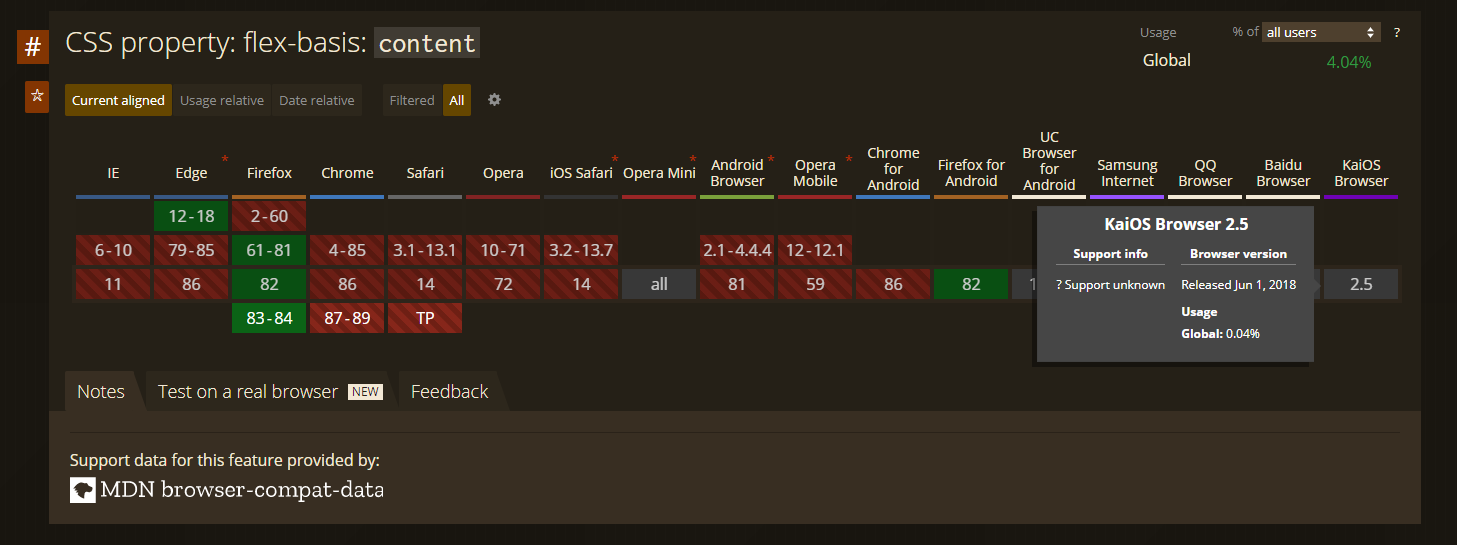 # CSS property: flex-basis: content
Usage % of all users ?
Global 4.04%
☆
Current aligned Usage relative Date relative Filtered All
IE
Edge *
Firefox
Chrome
Safari
Opera
iOS Safari *
Opera Mini *
Android Browser *
Opera Mobile *
Chrome for Android
Firefox for Android
UC Browser for Android
Samsung Internet
QQ Browser
Baidu Browser
KaiOS Browser
12-18 2-60
6-10 79-85 61-81 4-85 3.1-13.1 10-71 3.2-13.7 2.1-4.4.4 12-12.1
11 86 82 86 14 72 14 all 81 59 86 82 1 2.5
83-84 87-89 TP
KaiOS Browser 2.5
Support info Browser version
? Support unknown Released Jun 1, 2018
Usage
Global: 0.04%
Notes Test on a real browser NEW Feedback
Support data for this feature provided by:
MDN browser-compat-data